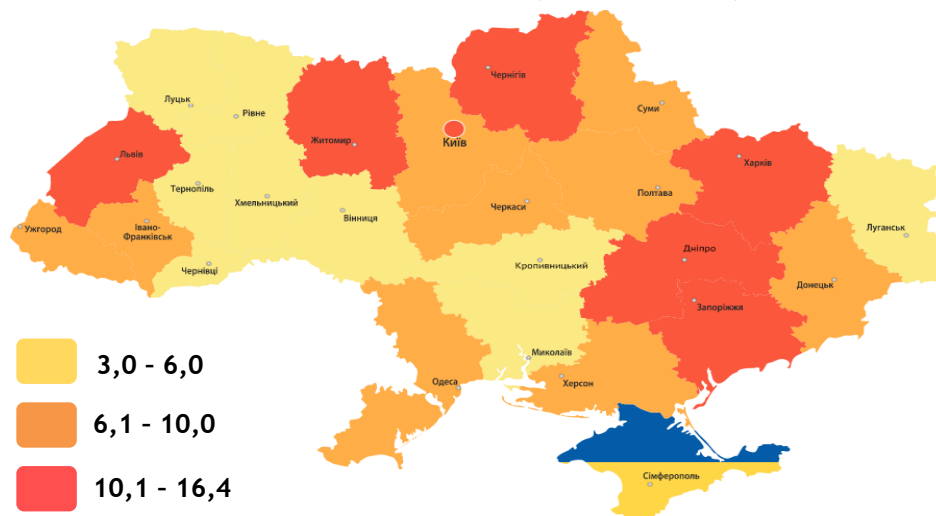 Чернігів
Луцьк
Рівне
Суми
Житомир
Київ
Львів
Харків
Тернопіль
Хмельницький
Полтава
Черкаси
Вінниця
Ужгород
Івано-
Франківськ
Луганськ
Дніпро
Чернівці
Кропивницький
Донецьк
Запоріжжя
Миколаїв
3,0 - 6,0
Одеса
Херсон
6,1 - 10,0
Сімферополь
10,1 - 16,4